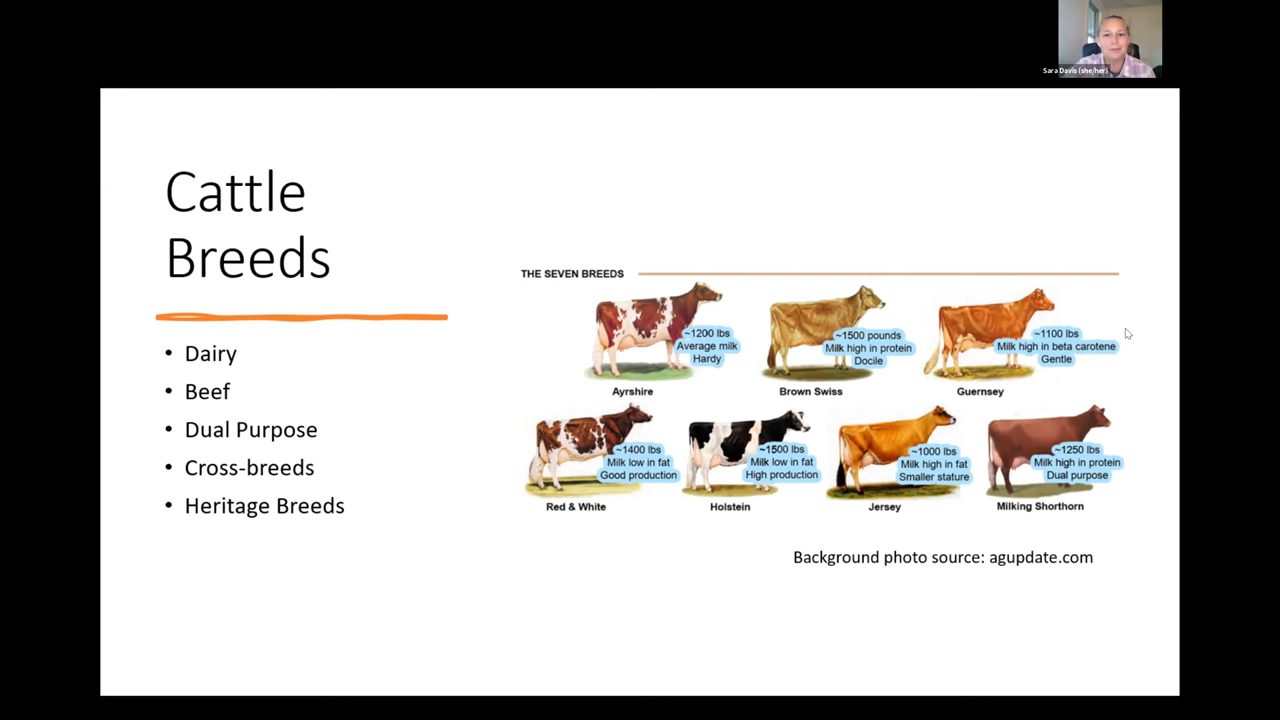 Sara Davis (she/her)
Cattle
Breeds
• Dairy
• Beef
• Dual Purpose
• Cross-breeds
• Heritage Breeds
THE SEVEN BREEDS
~1200 lbs
Average milk
Hardy
Ayrshire
~1500 pounds
Milk high in protein
Docile
Brown Swiss
~1100 lbs
Milk high in beta carotene
Gentle
Guernsey
~1400 lbs
Milk low in fat
Good production
Red & White
~1500 lbs
Milk low in fat
High production
Holstein
~1000 lbs
Milk high in fat
Smaller stature
Jersey
~1250 lbs
Milk high in protein
Dual purpose
Milking Shorthorn
Background photo source: agupdate.com